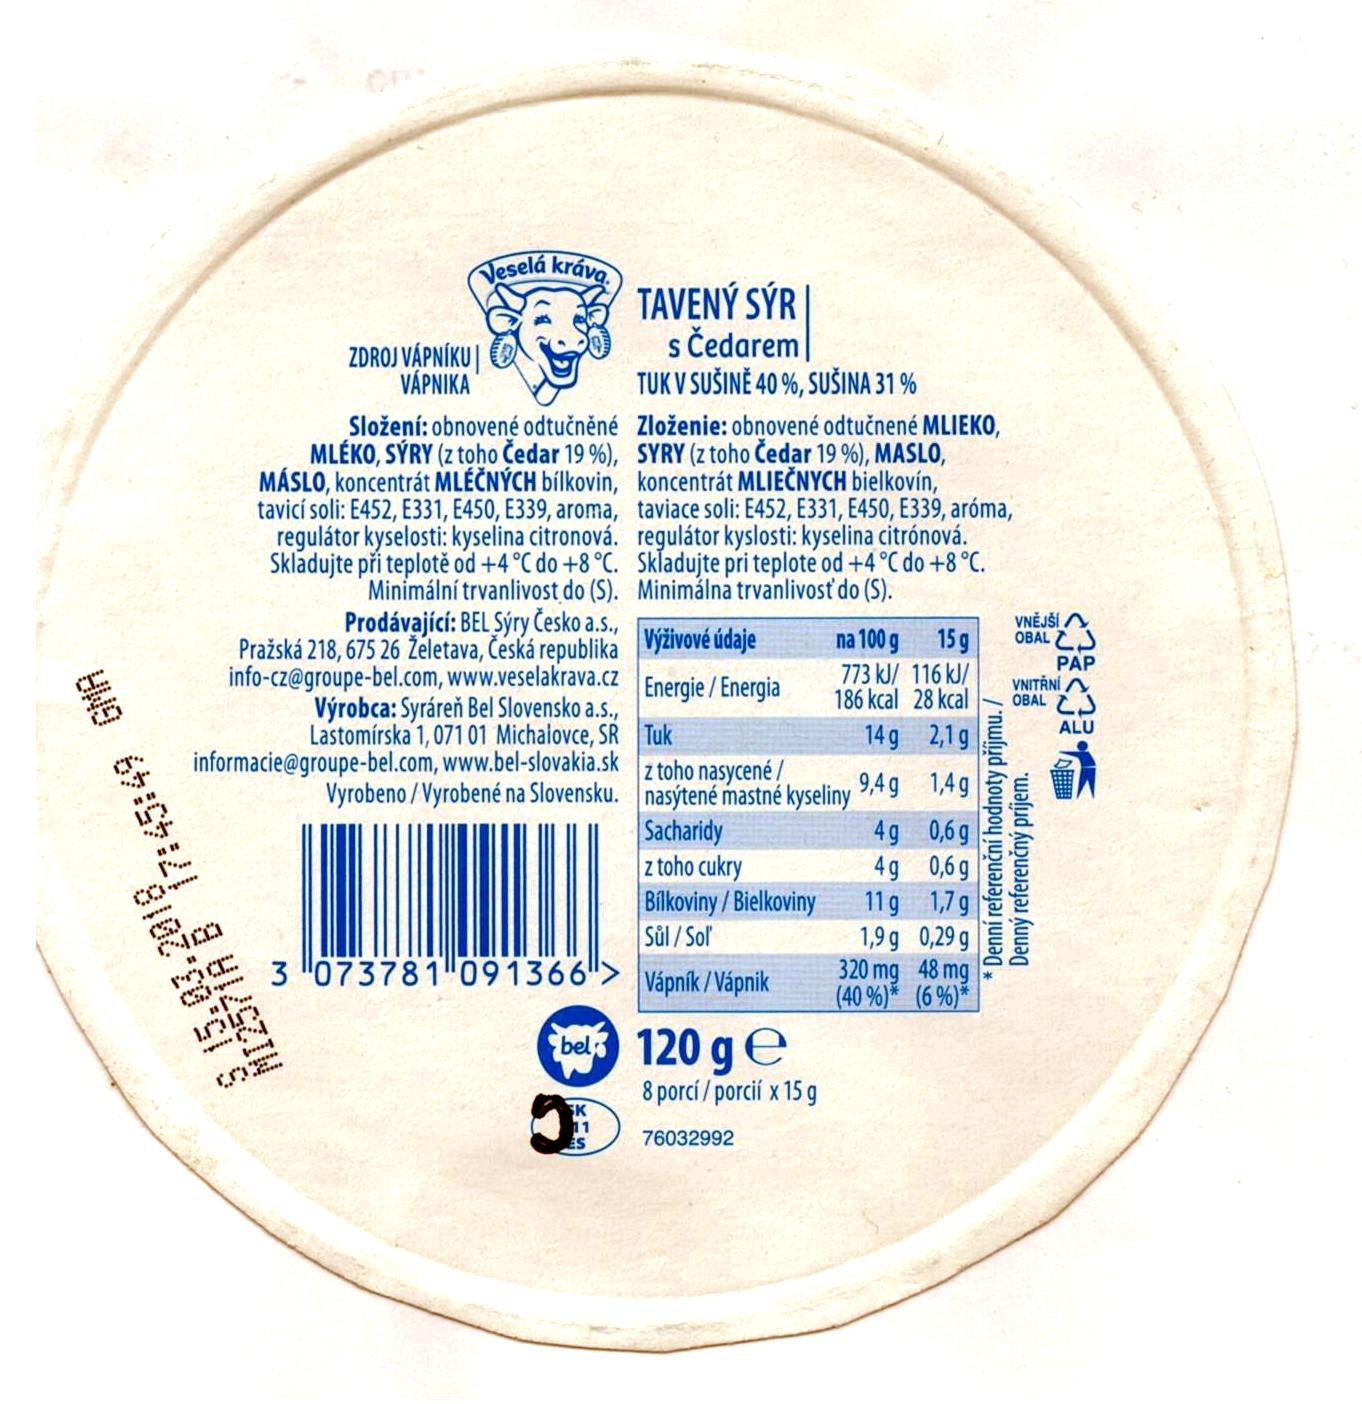 Veselá kráva
ZDROJ VÁPNÍKU |
VÁPNIKA
TAVENÝ SÝR
s Čedarem
TUK V SUŠINĚ 40 %, SUŠINA 31 %
Složení: obnovené odtučněné
MLÉKO, SÝRY (z toho Čedar 19 %),
MÁSLO, koncentrát MLÉČNÝCH bílkovin,
tavicí soli: E452, E331, E450, E339, aroma,
regulátor kyselosti: kyselina citronová.
Skladujte při teplotě od +4 °C do +8 °C.
Minimální trvanlivost do (S).
Prodávající: BEL Sýry Česko a.s.,
Pražská 218, 675 26 Želetava, Česká republika
info-cz@groupe-bel.com, www.veselakrava.cz
Výrobca: Syráreň Bel Slovensko a.s.,
Lastomírska 1, 071 01 Michalovce, SR
informacie@groupe-bel.com, www.bel-slovakia.sk
Vyrobeno / Vyrobené na Slovensku.
3 073781 091366 >
Zloženie: obnovené odtučnené MLIEKO,
SYRY (z toho Čedar 19 %), MASLO,
koncentrát MLIEČNYCH bielkovín,
taviace soli: E452, E331, E450, E339, aróma,
regulátor kyslosti: kyselina citrónová.
Skladujte pri teplote od +4 °C do +8 °C.
Minimálna trvanlivosť do (S).
Výživové údaje na 100 g 15 g
Energie / Energia 773 kJ/ 186 kcal 116 kJ/ 28 kcal
Tuk 14 g 2,1 g
z toho nasycené /
nasýtené mastné kyseliny 9,4 g 1,4 g
Sacharidy 4 g 0,6 g
z toho cukry 4 g 0,6 g
Bílkoviny / Bielkoviny 11 g 1,7 g
Sůl / Soľ 1,9 g 0,29 g
Vápník / Vápnik 320 mg (40 %)* 48 mg (6 %)*
* Denní referenční hodnoty příjmu. /
Denný referenčný príjem.
VNĚJŠÍ
OBAL
PAP
VNITŘNÍ
OBAL
ALU
bel
120 g e
8 porcí / porcií x 15 g
76032992
S 15-03-2018 17:45:49